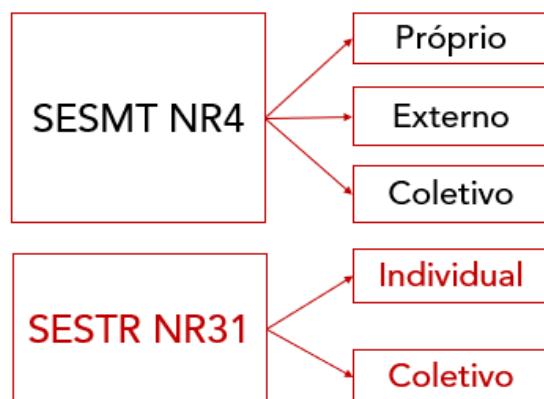 SESMT NR4
Próprio
Externo
Coletivo
SESTR NR31
Individual
Coletivo